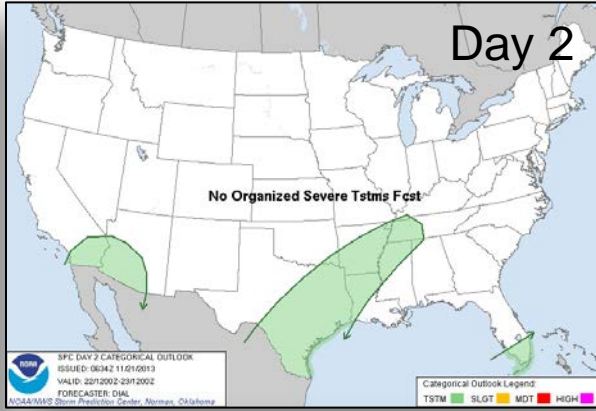 Day 2
No Organized Severe Tstms Fcst
NOAA
SPC DAY 2 CATEGORICAL OUTLOOK
ISSUED: 0634Z 11/21/2013
VALID: 22/1200Z-23/1200Z
FORECASTER: DIAL
NOAA/NWS Storm Prediction Center, Norman, Oklahoma
Categorical Outlook Legend:
TSTM SLGT MDT HIGH